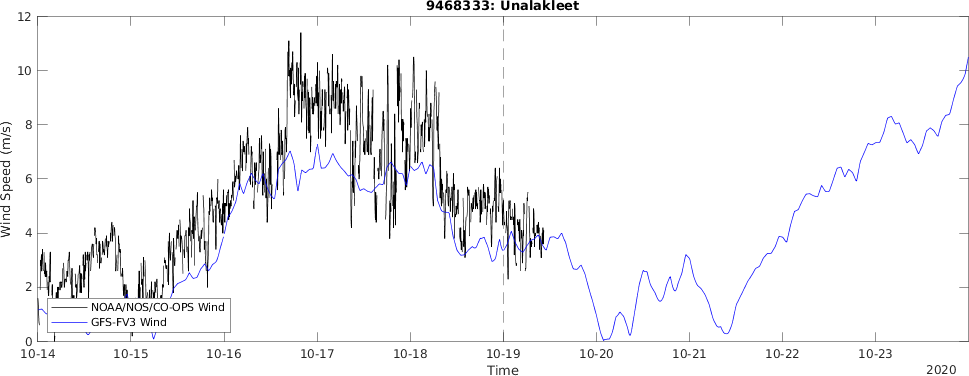 9468333: Unalakleet
Wind Speed (m/s)
12
10
8
6
4
2
0
NOAA/NOS/CO-OPS Wind
GFS-FV3 Wind
10-14 10-15 10-16 10-17 10-18 10-19 10-20 10-21 10-22 10-23
Time
2020